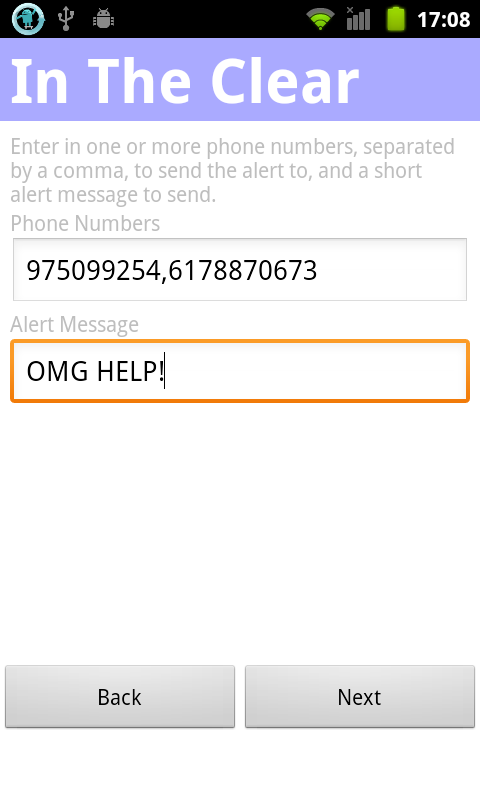 17:08
In The Clear
Enter in one or more phone numbers, separated
by a comma, to send the alert to, and a short
alert message to send.
Phone Numbers
975099254,6178870673
Alert Message
OMG HELP!
Back
Next